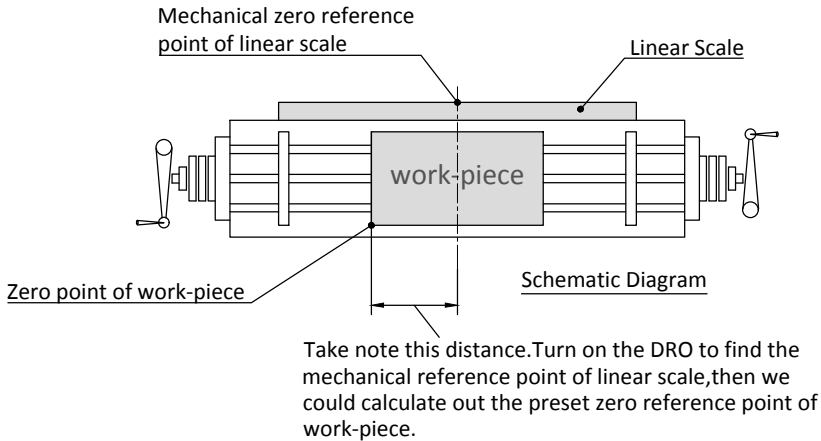 Mechanical zero reference
point of linear scale
Linear Scale
work-piece
Zero point of work-piece
Schematic Diagram
Take note this distance.Turn on the DRO to find the
mechanical reference point of linear scale,then we
could calculate out the preset zero reference point of
work-piece.